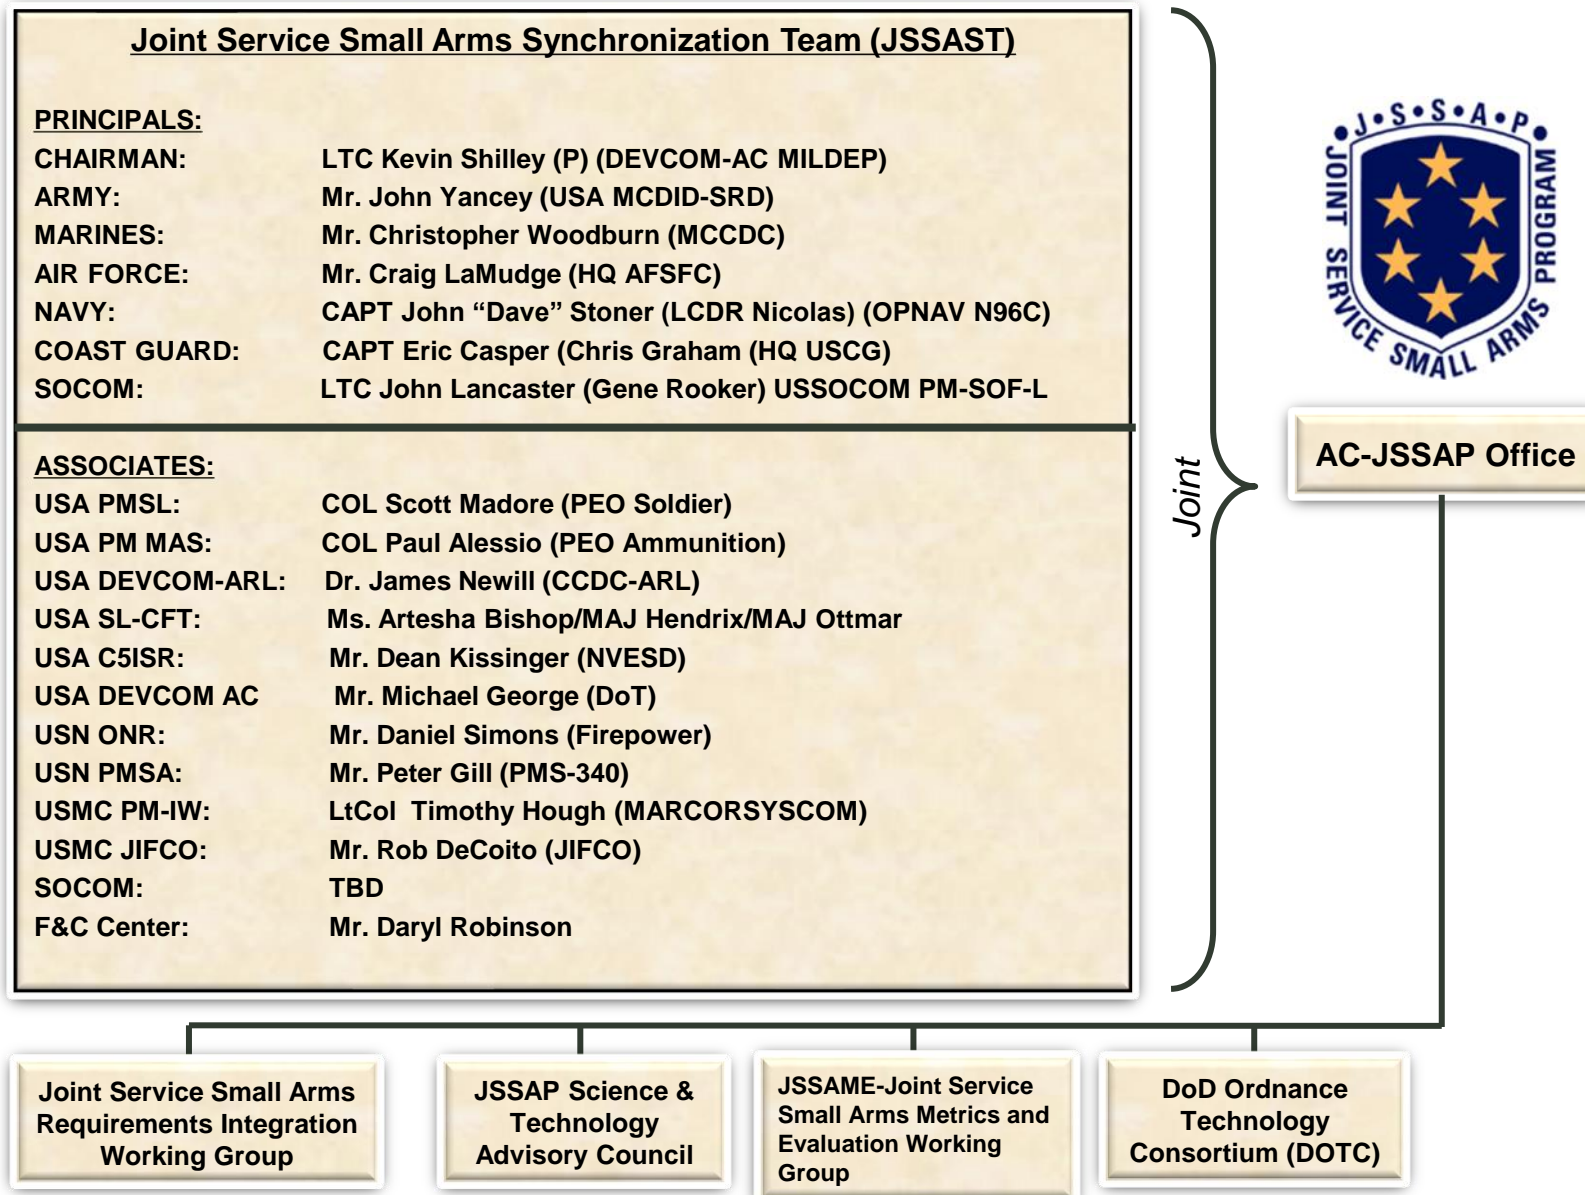 Joint Service Small Arms Synchronization Team (JSSAST)
PRINCIPALS:
CHAIRMAN: LTC Kevin Shilley (P) (DEVCOM-AC MILDEP)
ARMY: Mr. John Yancey (USA MCDID-SRD)
MARINES: Mr. Christopher Woodburn (MCCDC)
AIR FORCE: Mr. Craig LaMudge (HQ AFSFC)
NAVY: CAPT John “Dave” Stoner (LCDR Nicolas) (OPNAV N96C)
COAST GUARD: CAPT Eric Casper (Chris Graham (HQ USCG)
SOCOM: LTC John Lancaster (Gene Rooker) USSOCOM PM-SOF-L
ASSOCIATES:
USA PMSL: COL Scott Madore (PEO Soldier)
USA PM MAS: COL Paul Alessio (PEO Ammunition)
USA DEVCOM-ARL: Dr. James Newill (CCDC-ARL)
USA SL-CFT: Ms. Artesha Bishop/MAJ Hendrix/MAJ Ottmar
USA C5ISR: Mr. Dean Kissinger (NVESD)
USA DEVCOM AC Mr. Michael George (DoT)
USN ONR: Mr. Daniel Simons (Firepower)
USN PMSA: Mr. Peter Gill (PMS-340)
USMC PM-IW: LtCol Timothy Hough (MARCORSYSCOM)
USMC JIFCO: Mr. Rob DeCoito (JIFCO)
SOCOM: TBD
F&C Center: Mr. Daryl Robinson
Joint
J•S•S•A•P
JOINT SERVICE SMALL ARMS PROGRAM
AC-JSSAP Office
Joint Service Small Arms
Requirements Integration
Working Group
JSSAP Science &
Technology
Advisory Council
JSSAME-Joint Service
Small Arms Metrics and
Evaluation Working
Group
DoD Ordnance
Technology
Consortium (DOTC)